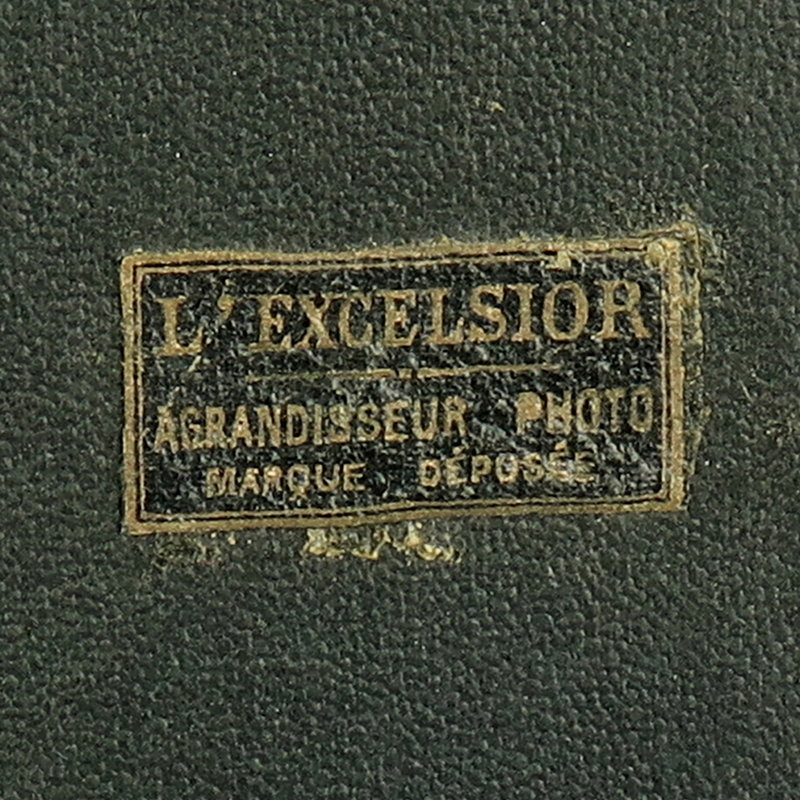 L'EXCELSIOR
AGRANDISSEUR PHOTO
MARQUE DÉPOSÉE